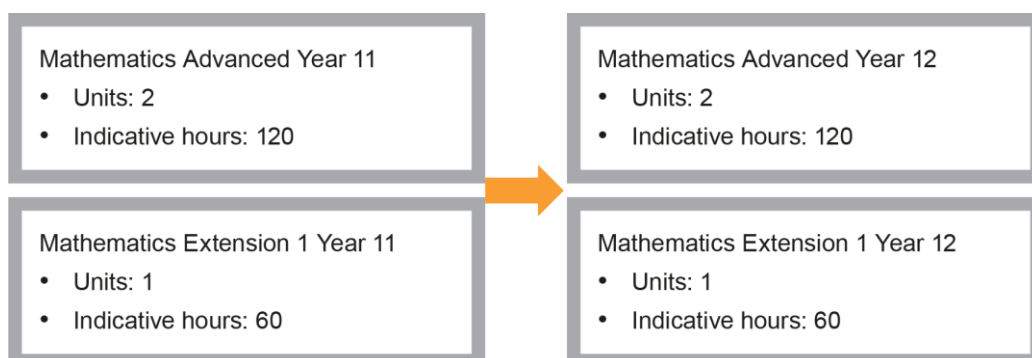 Mathematics Advanced Year 11
• Units: 2
• Indicative hours: 120
Mathematics Advanced Year 12
• Units: 2
• Indicative hours: 120
Mathematics Extension 1 Year 11
• Units: 1
• Indicative hours: 60
Mathematics Extension 1 Year 12
• Units: 1
• Indicative hours: 60